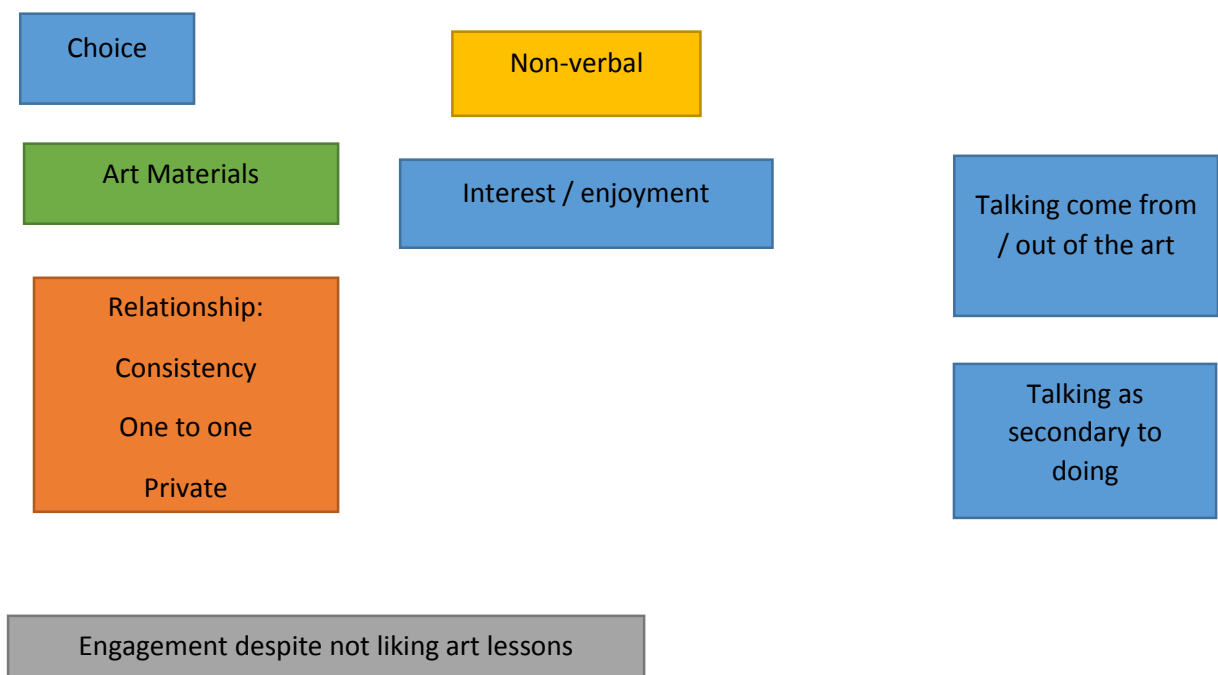 Choice
Non-verbal
Art Materials
Interest / enjoyment
Talking come from
/ out of the art
Relationship:
Consistency
One to one
Private
Talking as
secondary to
doing
Engagement despite not liking art lessons